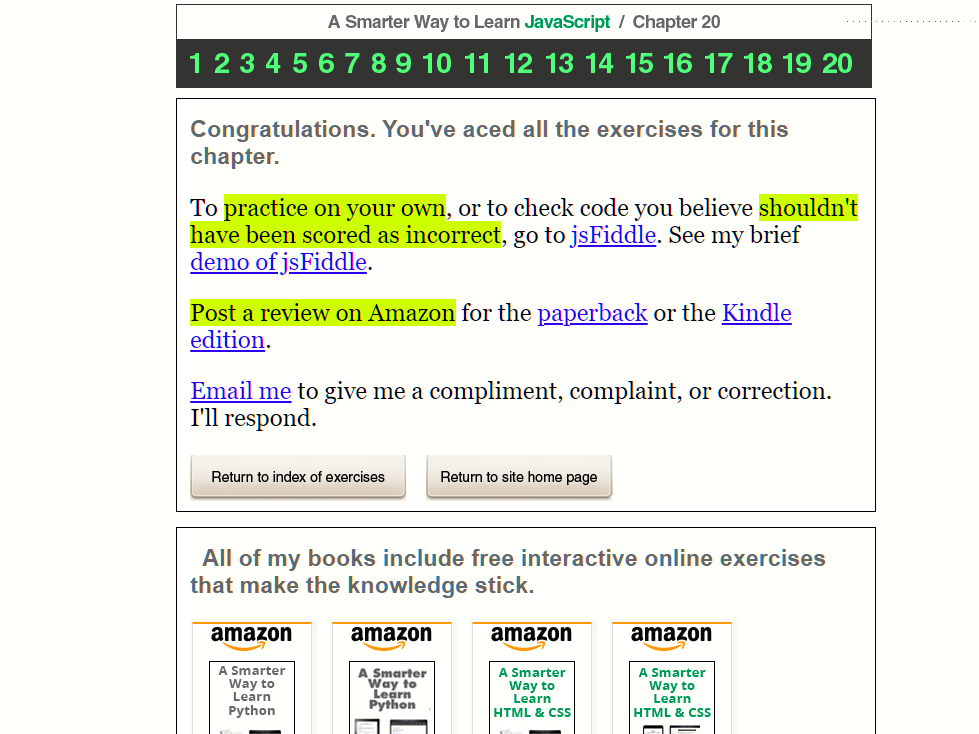 A Smarter Way to Learn JavaScript / Chapter 20
1 2 3 4 5 6 7 8 9 10 11 12 13 14 15 16 17 18 19 20
Congratulations. You've aced all the exercises for this
chapter.
To practice on your own, or to check code you believe shouldn't
have been scored as incorrect, go to jsFiddle. See my brief
demo of jsFiddle.
Post a review on Amazon for the paperback or the Kindle
edition.
Email me to give me a compliment, complaint, or correction.
I'll respond.
Return to index of exercises Return to site home page
All of my books include free interactive online exercises
that make the knowledge stick.
amazon amazon amazon amazon
A Smarter
Way to
Learn
Python
A Smarter
Way to
Learn
Python
A Smarter
Way to
Learn
HTML & CSS
A Smarter
Way to
Learn
HTML & CSS